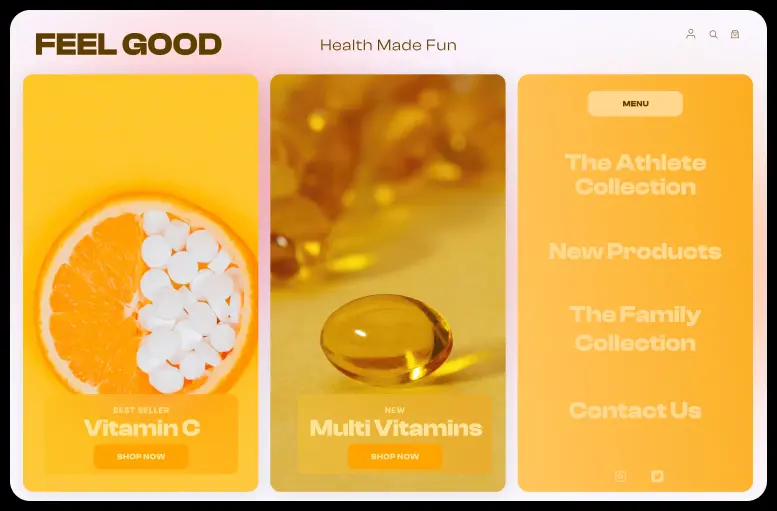 FEEL GOOD
Health Made Fun
BEST SELLER
Vitamin C
SHOP NOW
NEW
Multi Vitamins
SHOP NOW
MENU
The Athlete
Collection
New Products
The Family
Collection
Contact Us